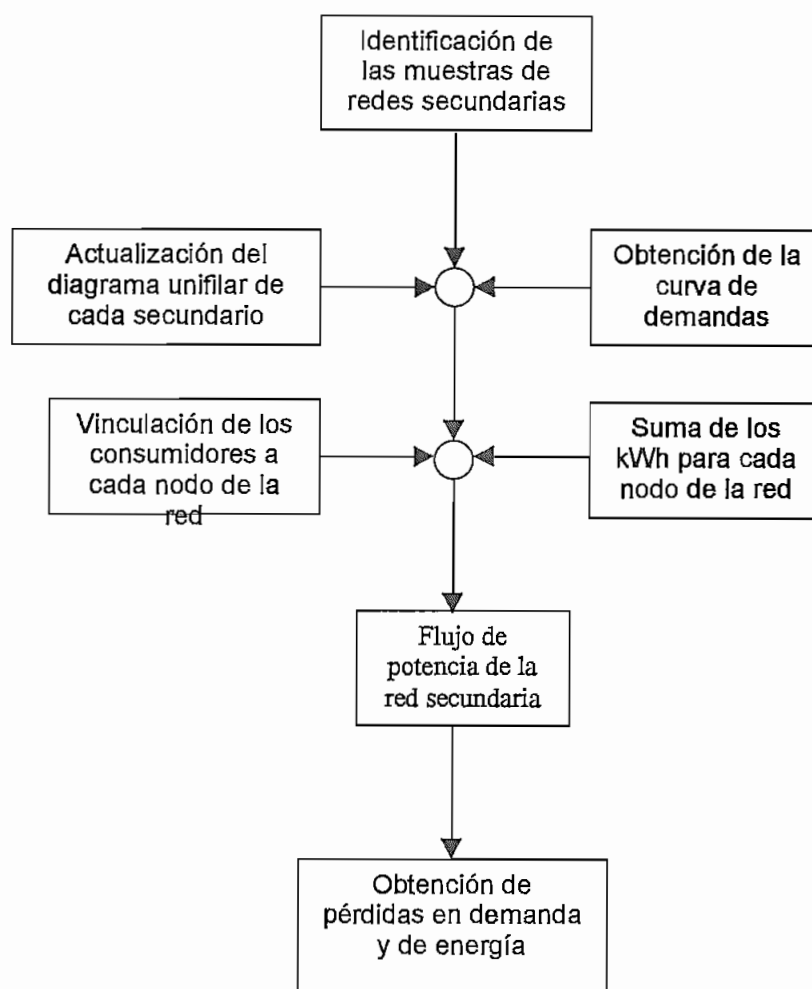 Identificación de
las muestras de
redes secundarias
Actualización del
diagrama unifilar de
cada secundario
Obtención de la
curva de
demandas
Vinculación de los
consumidores a
cada nodo de la
red
Suma de los
kWh para cada
nodo de la red
Flujo de
potencia de la
red secundaria
Obtención de
pérdidas en demanda
y de energía